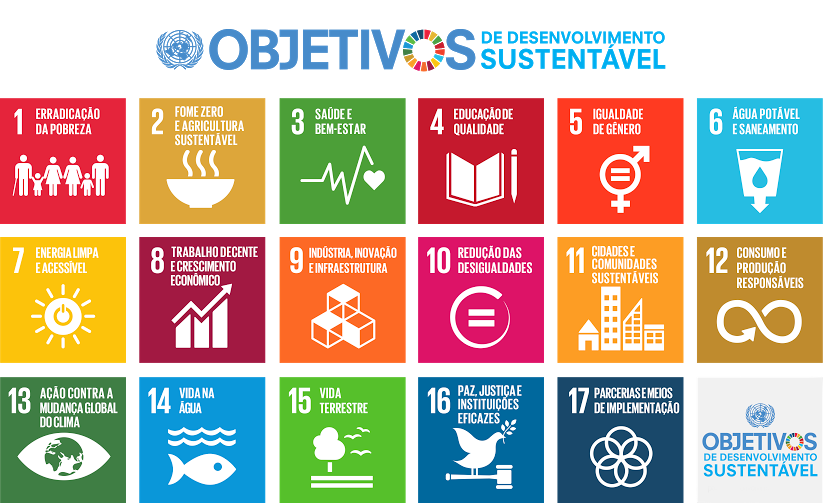 OBJETIVOS
DE DESENVOLVIMENTO
SUSTENTÁVEL
1 ERRADICAÇÃO
DA POBREZA
2 FOME ZERO
E AGRICULTURA
SUSTENTÁVEL
3 SAÚDE E
BEM-ESTAR
4 EDUCAÇÃO DE
QUALIDADE
5 IGUALDADE
DE GÊNERO
6 ÁGUA POTÁVEL
E SANEAMENTO
7 ENERGIA LIMPA
E ACESSÍVEL
8 TRABALHO DECENTE
E CRESCIMENTO
ECONÔMICO
9 INDÚSTRIA, INOVAÇÃO
E INFRAESTRUTURA
10 REDUÇÃO DAS
DESIGUALDADES
11 CIDADES E
COMUNIDADES
SUSTENTÁVEIS
12 CONSUMO E
PRODUÇÃO
RESPONSÁVEIS
13 AÇÃO CONTRA A
MUDANÇA GLOBAL
DO CLIMA
14 VIDA NA
ÁGUA
15 VIDA
TERRESTRE
16 PAZ, JUSTIÇA E
INSTITUIÇÕES
EFICAZES
17 PARCERIAS E MEIOS
DE IMPLEMENTAÇÃO
OBJETIVOS
DE DESENVOLVIMENTO
SUSTENTÁVEL